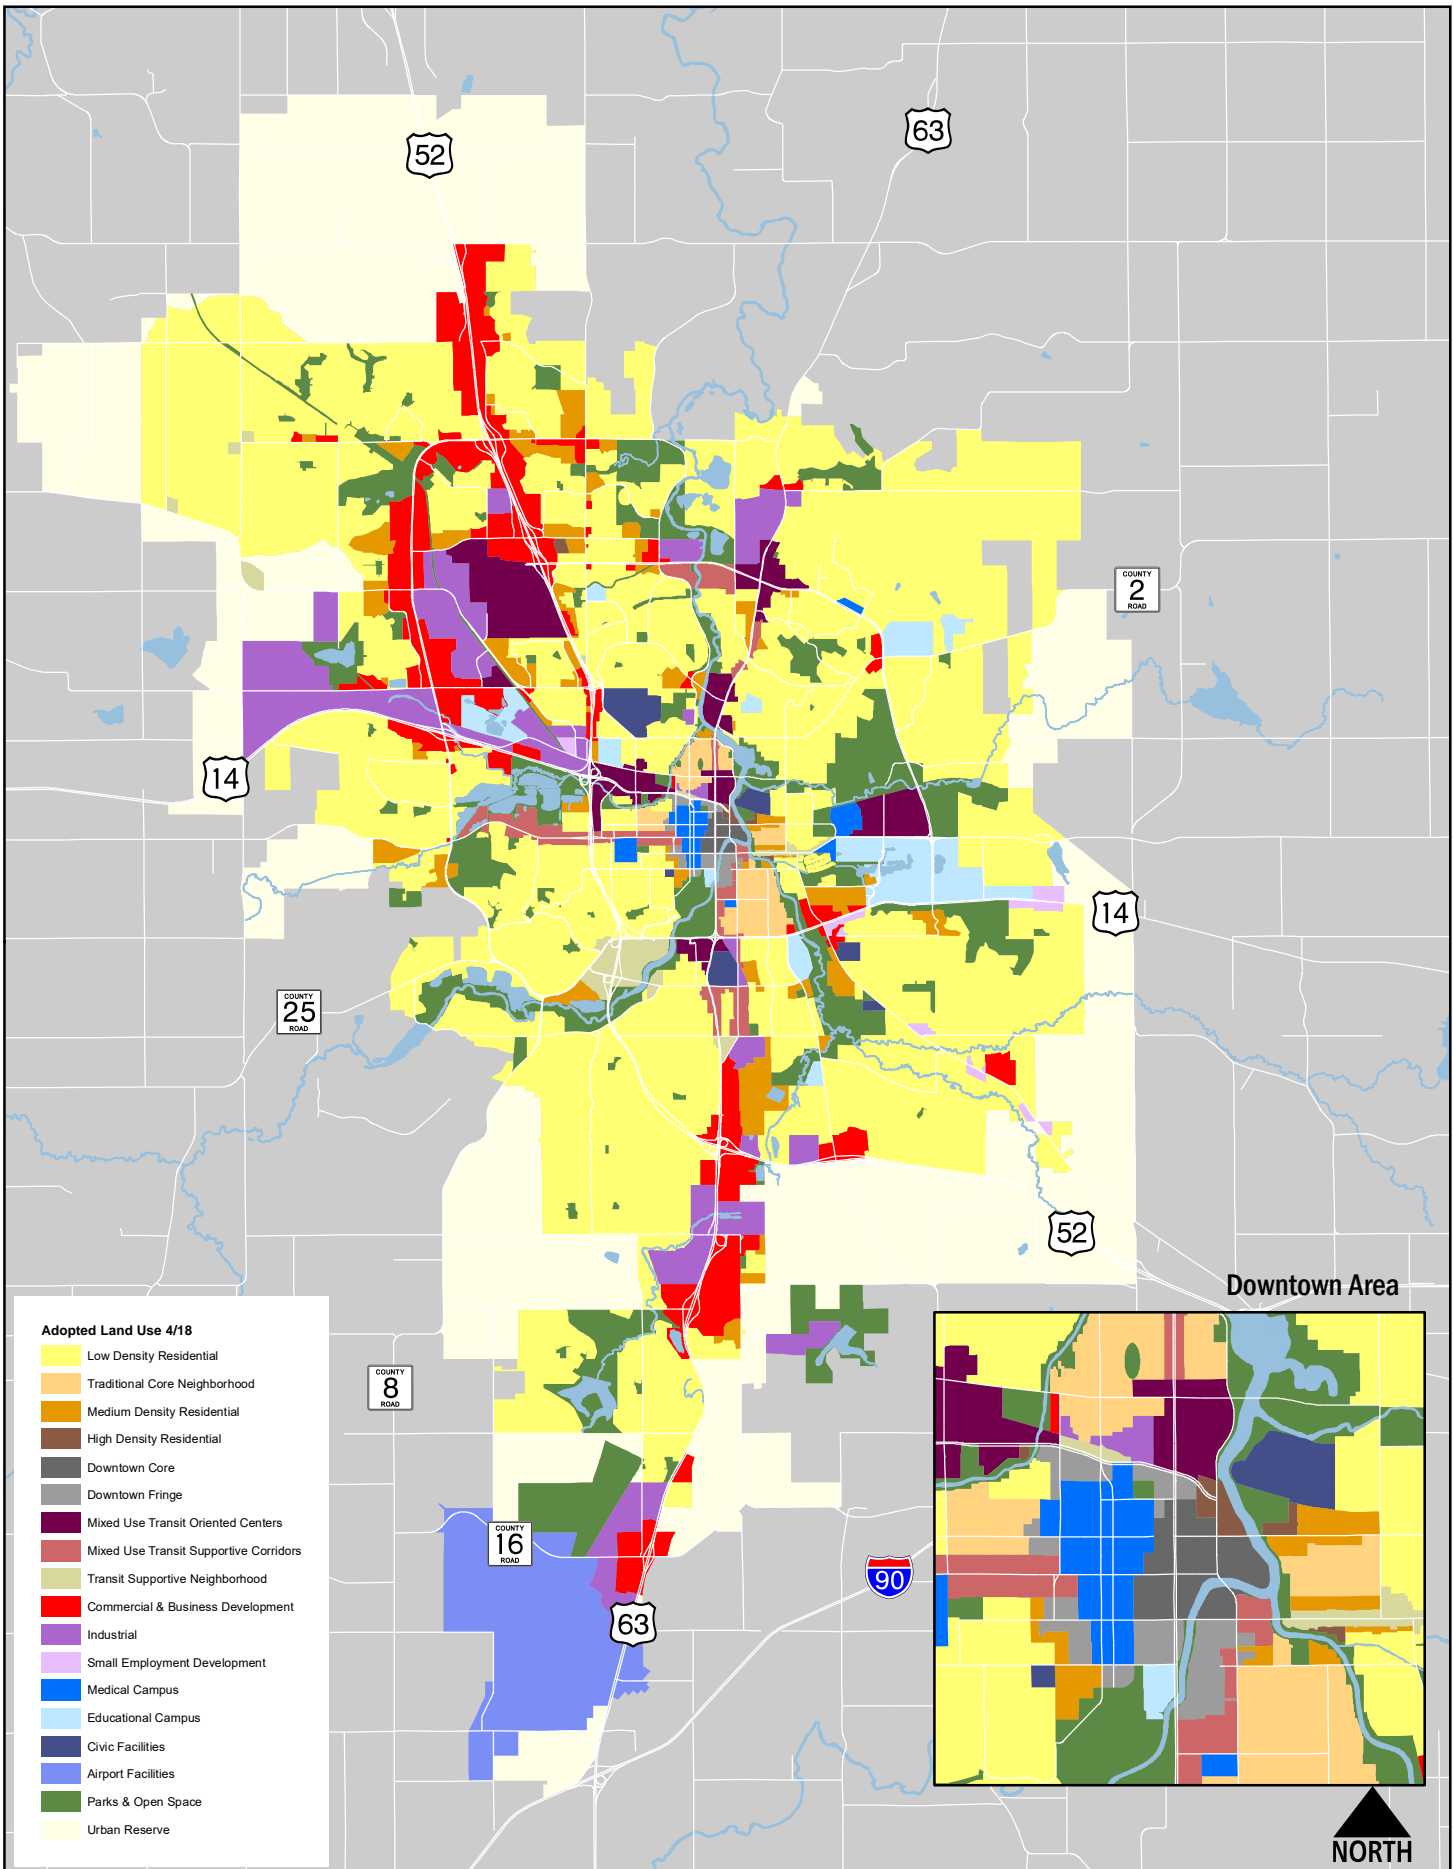 52
63
COUNTY
2
ROAD
14
14
COUNTY
25
ROAD
52
Downtown Area
Adopted Land Use 4/18
Low Density Residential
Traditional Core Neighborhood
Medium Density Residential
High Density Residential
Downtown Core
Downtown Fringe
Mixed Use Transit Oriented Centers
Mixed Use Transit Supportive Corridors
Transit Supportive Neighborhood
Commercial & Business Development
Industrial
Small Employment Development
Medical Campus
Educational Campus
Civic Facilities
Airport Facilities
Parks & Open Space
Urban Reserve
COUNTY
8
ROAD
COUNTY
16
ROAD
90
63
NORTH